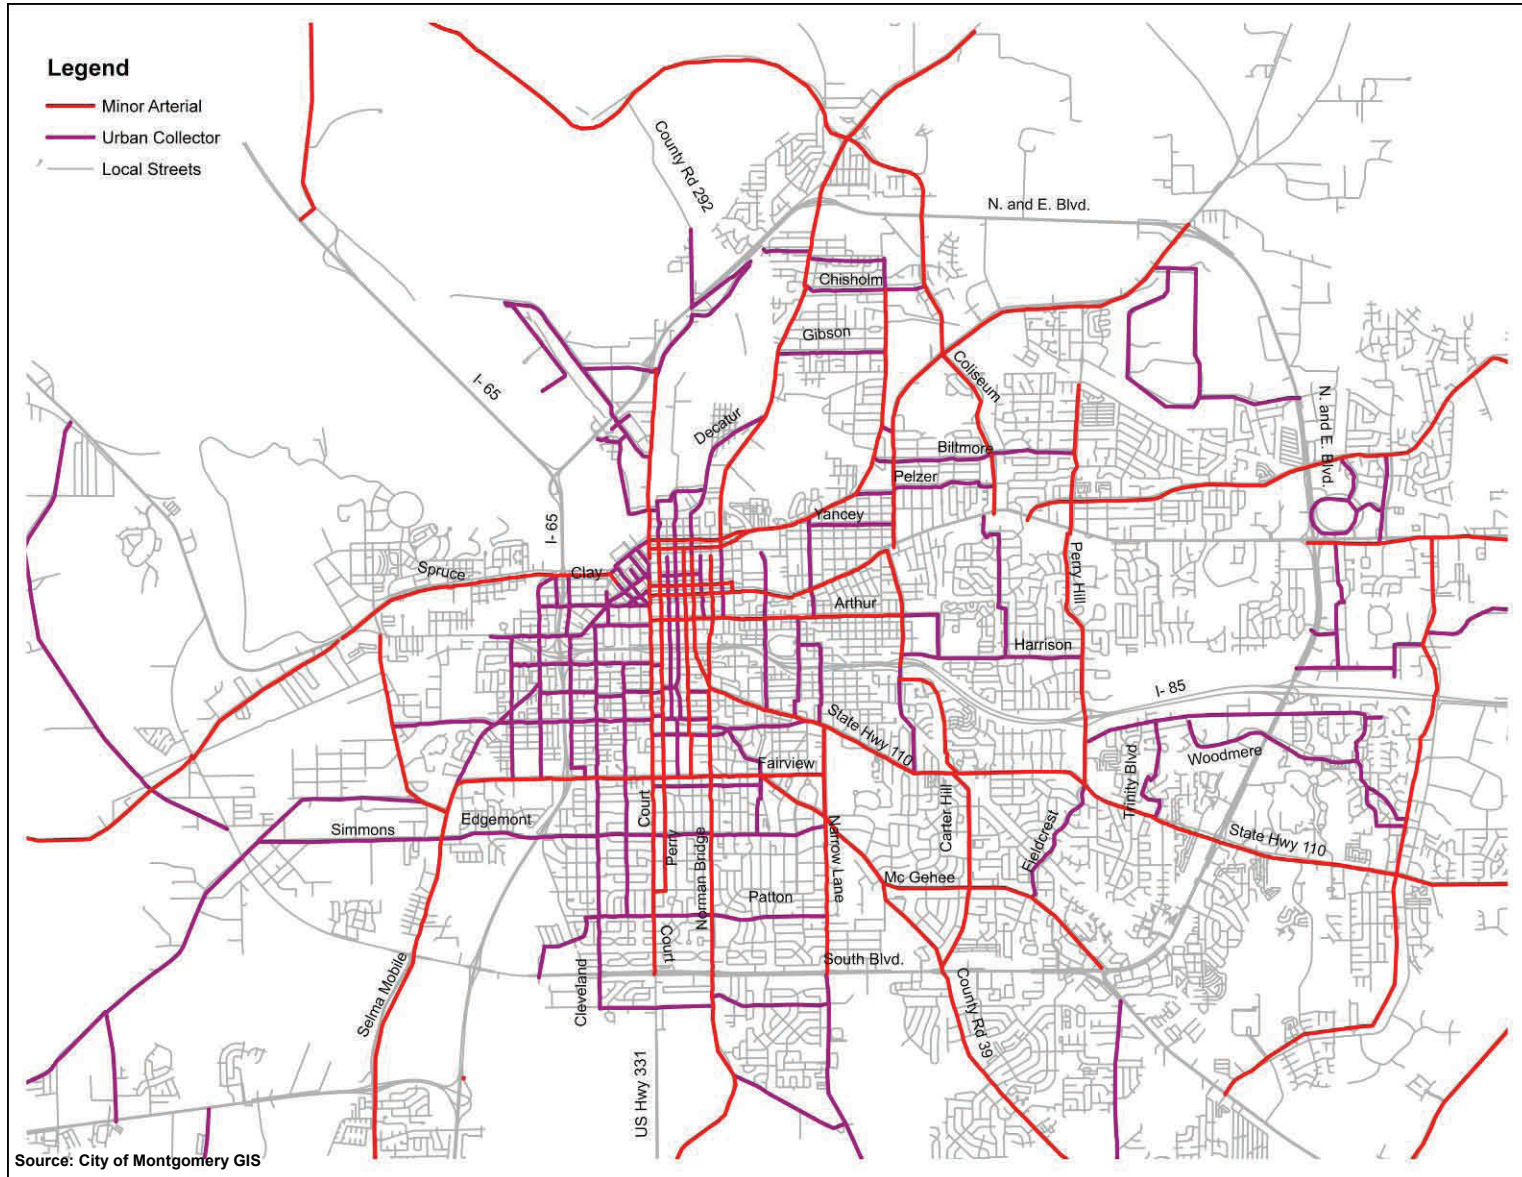 Legend
Minor Arterial
Urban Collector
Local Streets
County Rd 292
N. and E. Blvd.
Chisholm
Gibson
I- 65
Coliseum
N. and E. Blvd.
Decatur
Biltmore
Pelzer
Yancey
I- 65
Spruce
Clay
Perry Hill
Arthur
Harrison
I- 85
State Hwy 110
Fairview
Woodmere
Trinity Blvd
Simmons
Edgemont
Court
Perry
Norman Bridge
Narrow Lane
Carter Hill
Fieldcrest
State Hwy 110
Mc Gehee
Patton
Court
South Blvd.
Selma Mobile
Cleveland
County Rd 39
US Hwy 331
Source: City of Montgomery GIS